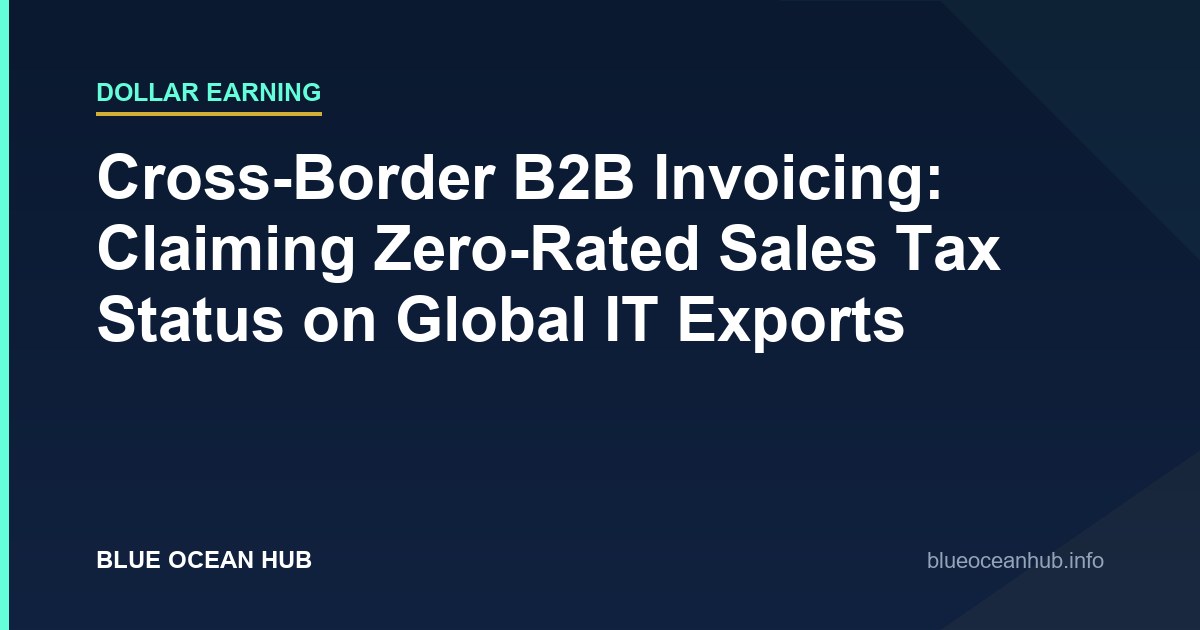 DOLLAR EARNING
Cross-Border B2B Invoicing:
Claiming Zero-Rated Sales Tax
Status on Global IT Exports
BLUE OCEAN HUB
blueoceanhub.info